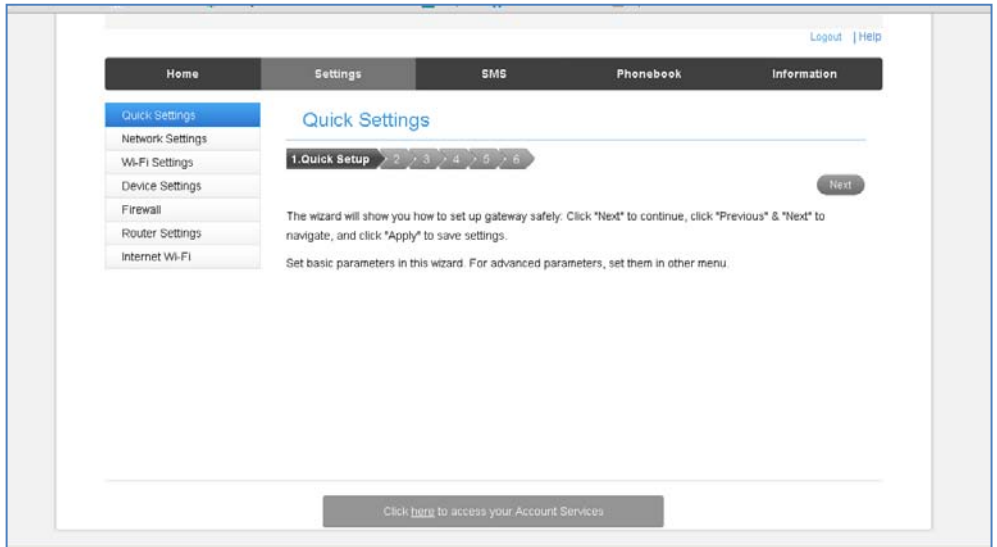 Logout | Help
Home Settings SMS Phonebook Information
Quick Settings
Network Settings
Wi-Fi Settings
Device Settings
Firewall
Router Settings
Internet Wi-Fi
Quick Settings
1.Quick Setup 2 3 4 5 6
Next
The wizard will show you how to set up gateway safely: Click "Next" to continue, click "Previous" & "Next" to
navigate, and click "Apply" to save settings.
Set basic parameters in this wizard. For advanced parameters, set them in other menu.
Click here to access your Account Services